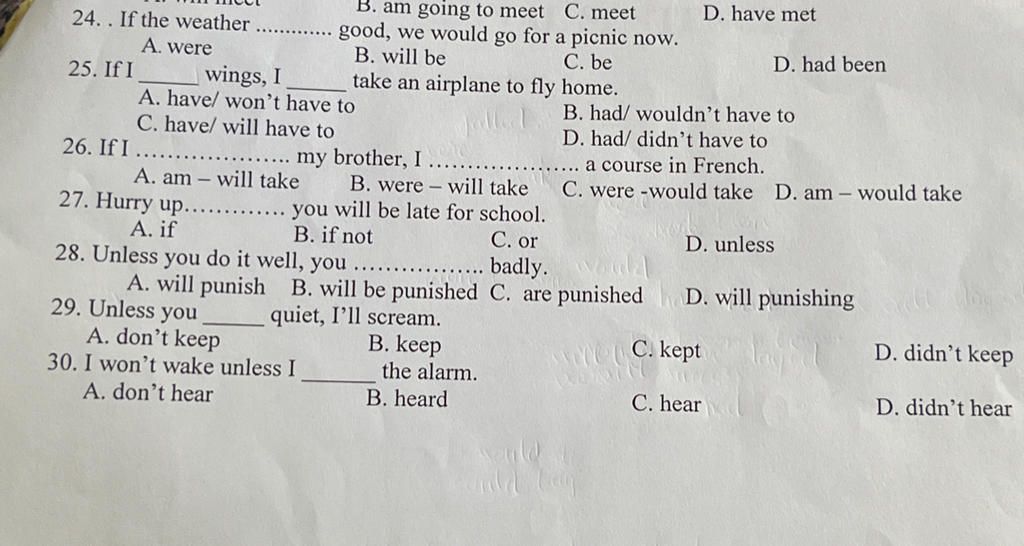 B. am going to meet C. meet D. have met
24. . If the weather ............. good, we would go for a picnic now.
A. were B. will be C. be D. had been
25. If I ______ wings, I ______ take an airplane to fly home.
A. have/ won't have to B. had/ wouldn't have to
C. have/ will have to D. had/ didn't have to
26. If I ..................... my brother, I ..................... a course in French.
A. am – will take B. were – will take C. were -would take D. am – would take
27. Hurry up.............. you will be late for school.
A. if B. if not C. or D. unless
28. Unless you do it well, you .................. badly.
A. will punish B. will be punished C. are punished D. will punishing
29. Unless you ______ quiet, I'll scream.
A. don't keep B. keep C. kept D. didn't keep
30. I won't wake unless I _______ the alarm.
A. don't hear B. heard C. hear D. didn't hear